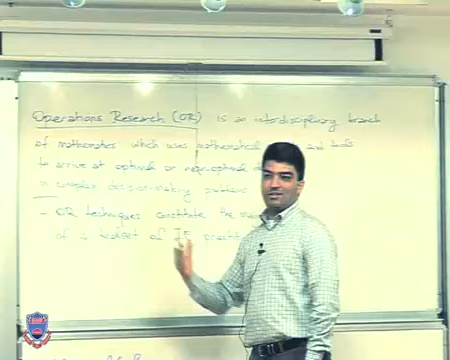 Operations Research (OR) is an interdisciplinary branch
of mathematics which uses mathematical and tools
to arrive at optimal or near-optimal
in complex decision-making problems
- OR techniques constitute the
of a toolset of IE